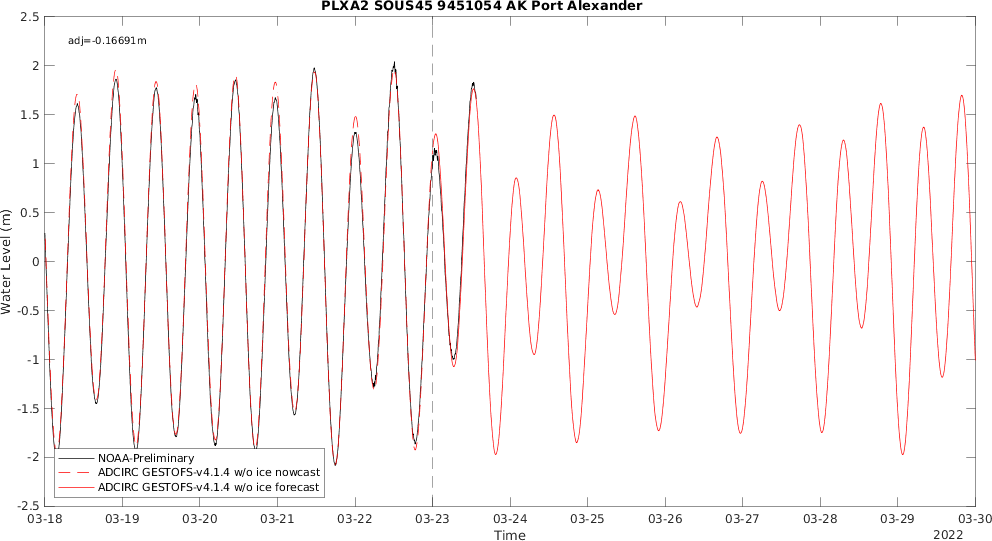 PLXA2 SOUS45 9451054 AK Port Alexander
adj=-0.16691m
2.5
2
1.5
1
0.5
0
-0.5
-1
-1.5
-2
-2.5
Water Level (m)
NOAA-Preliminary
ADCIRC GESTOFS-v4.1.4 w/o ice nowcast
ADCIRC GESTOFS-v4.1.4 w/o ice forecast
03-18 03-19 03-20 03-21 03-22 03-23 03-24 03-25 03-26 03-27 03-28 03-29 03-30
Time
2022